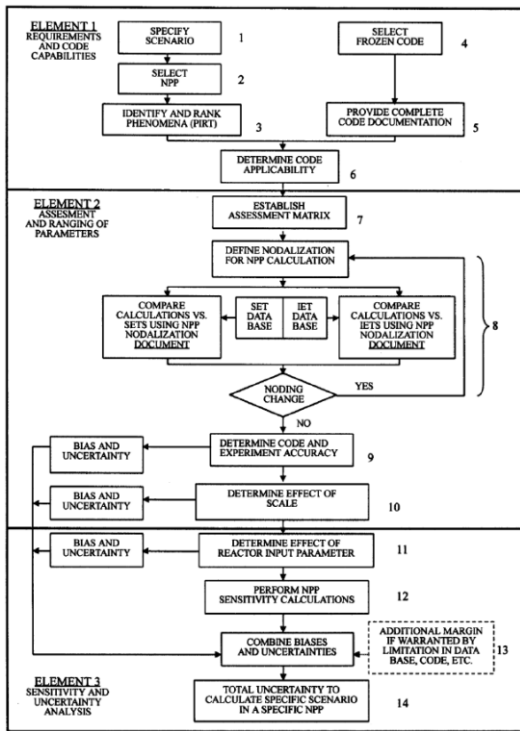 ELEMENT 1
REQUIREMENTS
AND CODE
CAPABILITIES
SPECIFY
SCENARIO
1
SELECT
FROZEN CODE
4
SELECT
NPP
2
IDENTIFY AND RANK
PHENOMENA (PIRT)
3
PROVIDE COMPLETE
CODE DOCUMENTATION
5
DETERMINE CODE
APPLICABILITY
6
ELEMENT 2
ASSESMENT
AND RANGING OF
PARAMETERS
ESTABLISH
ASSESSMENT MATRIX
7
DEFINE NODALIZATION
FOR NPP CALCULATION
COMPARE
CALCULATIONS VS.
SETS USING NPP
NODALIZATION
DOCUMENT
SET
DATA
BASE
IET
DATA
BASE
COMPARE
CALCULATIONS VS.
IETS USING NPP
NODALIZATION
DOCUMENT
8
NODING
CHANGE
YES
NO
BIAS AND
UNCERTAINTY
DETERMINE CODE AND
EXPERIMENT ACCURACY
9
BIAS AND
UNCERTAINTY
DETERMINE EFFECT OF
SCALE
10
BIAS AND
UNCERTAINTY
DETERMINE EFFECT OF
REACTOR INPUT PARAMETER
11
PERFORM NPP
SENSITIVITY CALCULATIONS
12
COMBINE BIASES
AND UNCERTAINTIES
ADDITIONAL MARGIN
IF WARRANTED BY
LIMITATION IN DATA
BASE, CODE, ETC.
13
ELEMENT 3
SENSITIVITY AND
UNCERTAINTY
ANALYSIS
TOTAL UNCERTAINTY TO
CALCULATE SPECIFIC SCENARIO
IN A SPECIFIC NPP
14